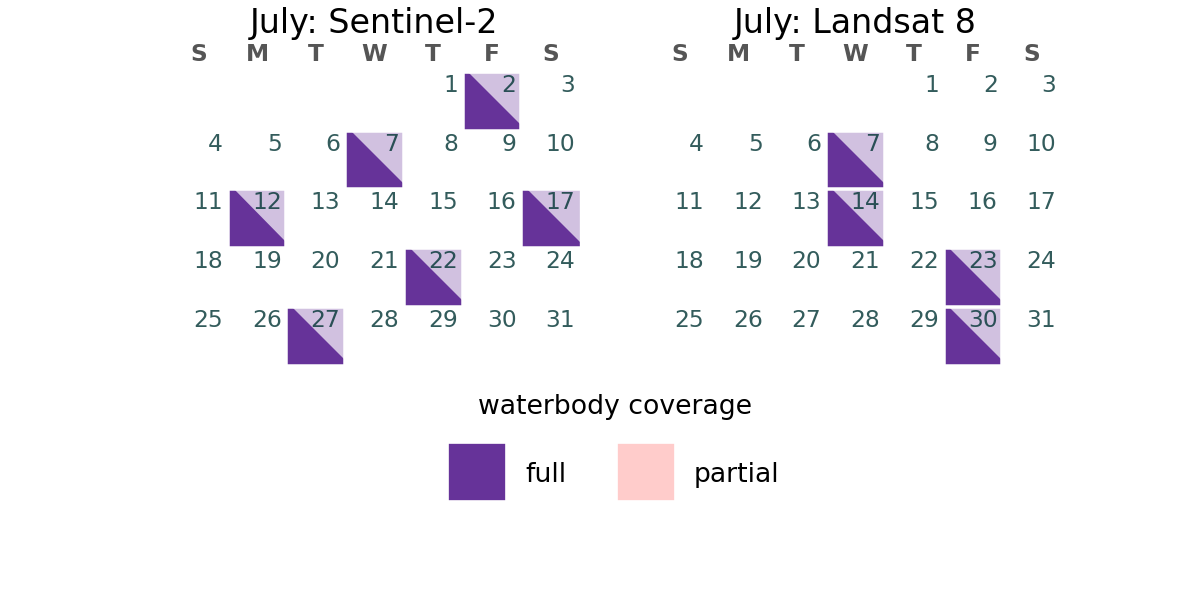 July: Sentinel-2
S M T W T F S
1 2 3
4 5 6 7 8 9 10
11 12 13 14 15 16 17
18 19 20 21 22 23 24
25 26 27 28 29 30 31
July: Landsat 8
S M T W T F S
1 2 3
4 5 6 7 8 9 10
11 12 13 14 15 16 17
18 19 20 21 22 23 24
25 26 27 28 29 30 31
waterbody coverage
full partial